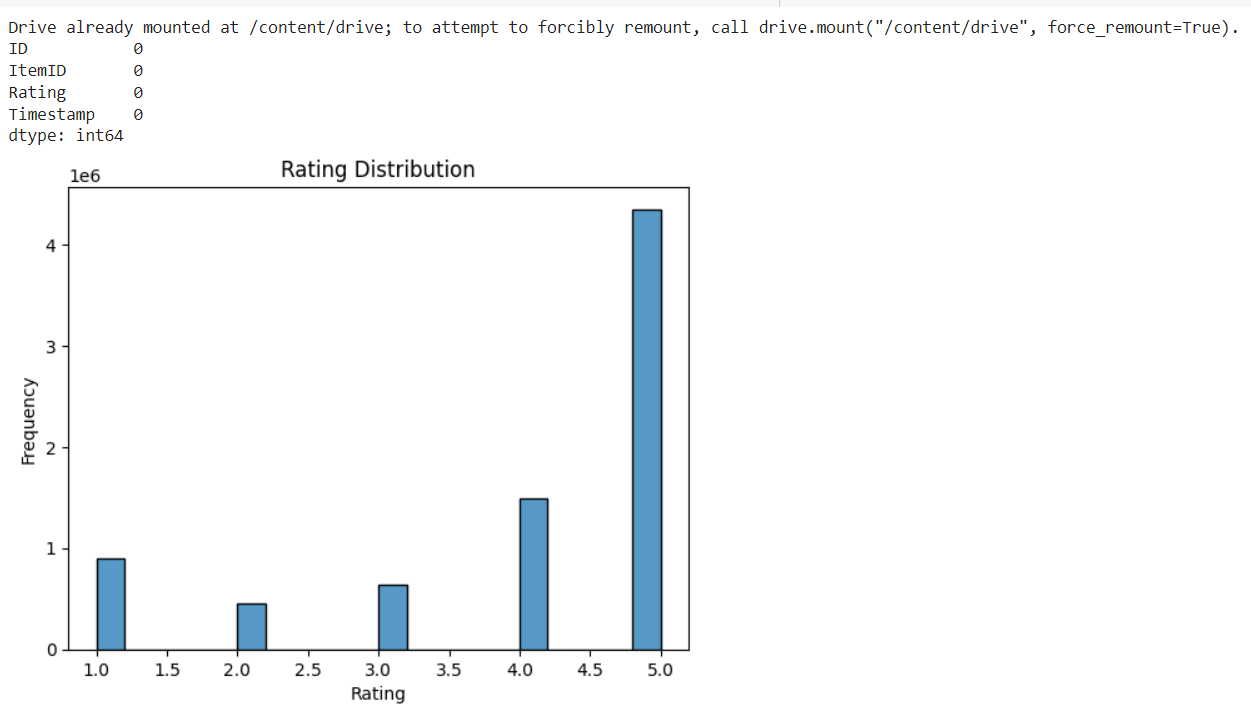 Drive already mounted at /content/drive; to attempt to forcibly remount, call drive.mount("/content/drive", force_remount=True).
ID 0
ItemID 0
Rating 0
Timestamp 0
dtype: int64
Rating Distribution
1e6
4
3
2
1
0
Frequency
1.0 1.5 2.0 2.5 3.0 3.5 4.0 4.5 5.0
Rating